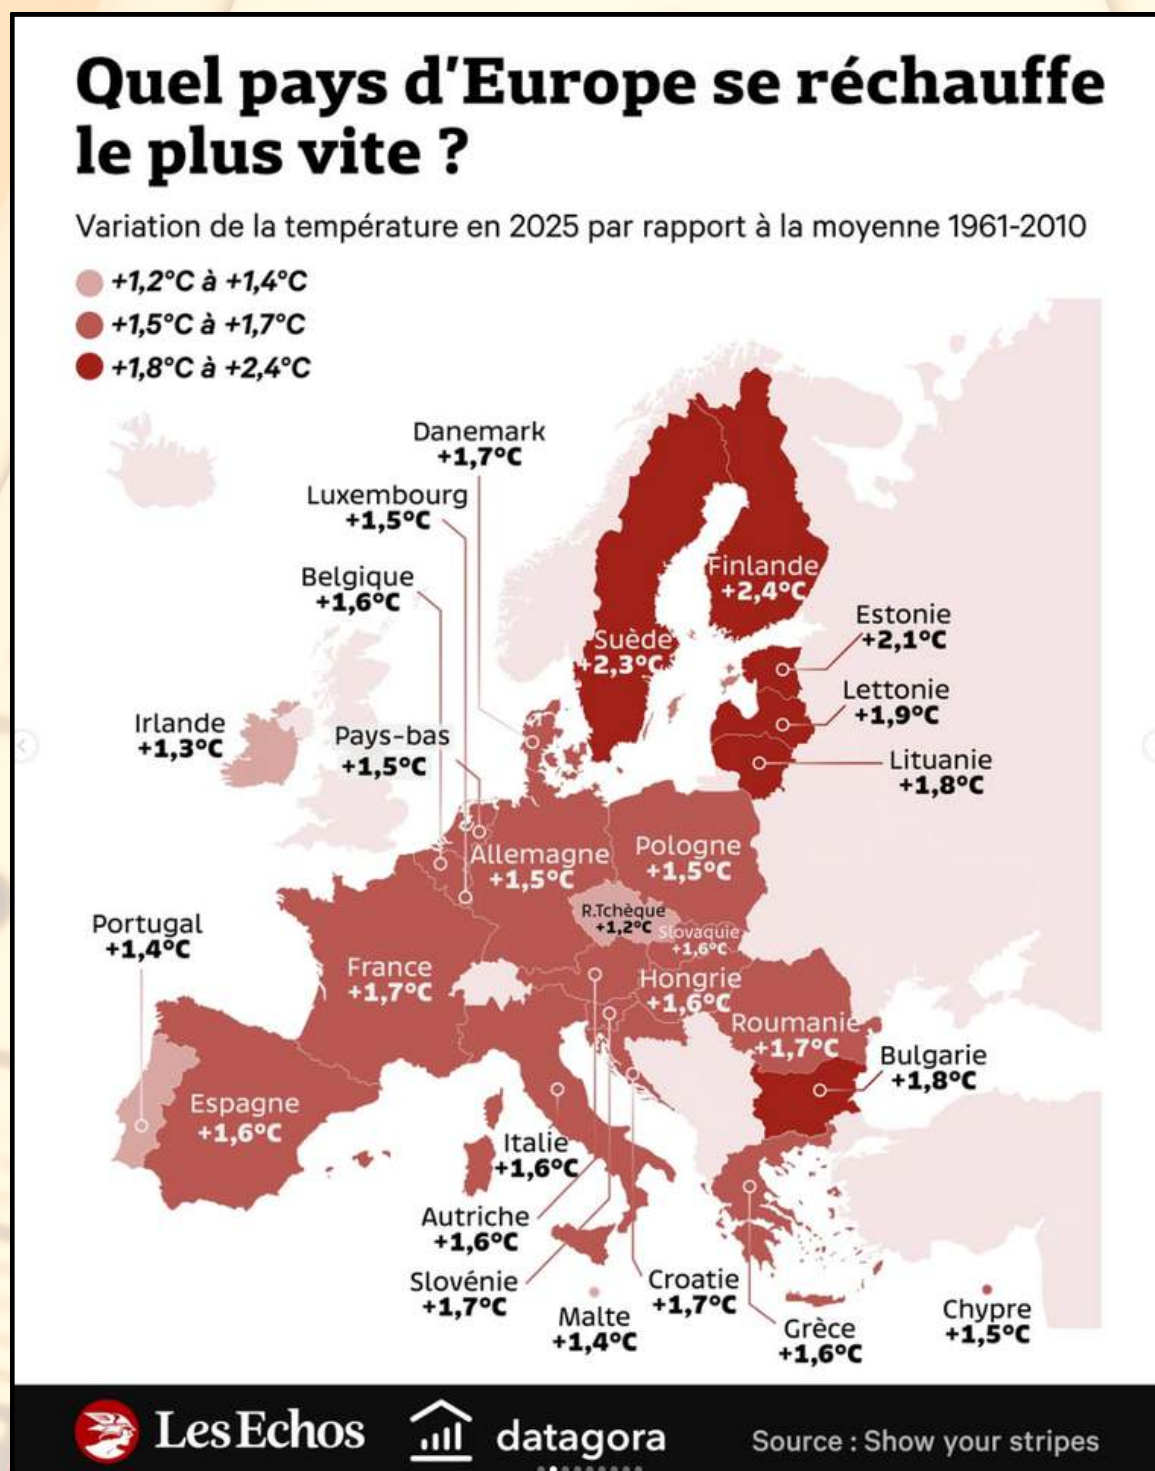 Quel pays d'Europe se réchauffe
le plus vite ?
Variation de la température en 2025 par rapport à la moyenne 1961-2010
+1,2°C à +1,4°C
+1,5°C à +1,7°C
+1,8°C à +2,4°C
Danemark
+1,7°C
Luxembourg
+1,5°C
Belgique
+1,6°C
Finlande
+2,4°C
Estonie
+2,1°C
Suède
+2,3°C
Lettonie
+1,9°C
Irlande
+1,3°C
Pays-bas
+1,5°C
Lituanie
+1,8°C
Allemagne
+1,5°C
Pologne
+1,5°C
R.Tchèque
+1,2°C
Slovaquie
+1,6°C
Portugal
+1,4°C
France
+1,7°C
Hongrie
+1,6°C
Roumanie
+1,7°C
Bulgarie
+1,8°C
Espagne
+1,6°C
Italie
+1,6°C
Autriche
+1,6°C
Slovénie
+1,7°C
Croatie
+1,7°C
Malte
+1,4°C
Grèce
+1,6°C
Chypre
+1,5°C
Les Echos
datagora
Source : Show your stripes